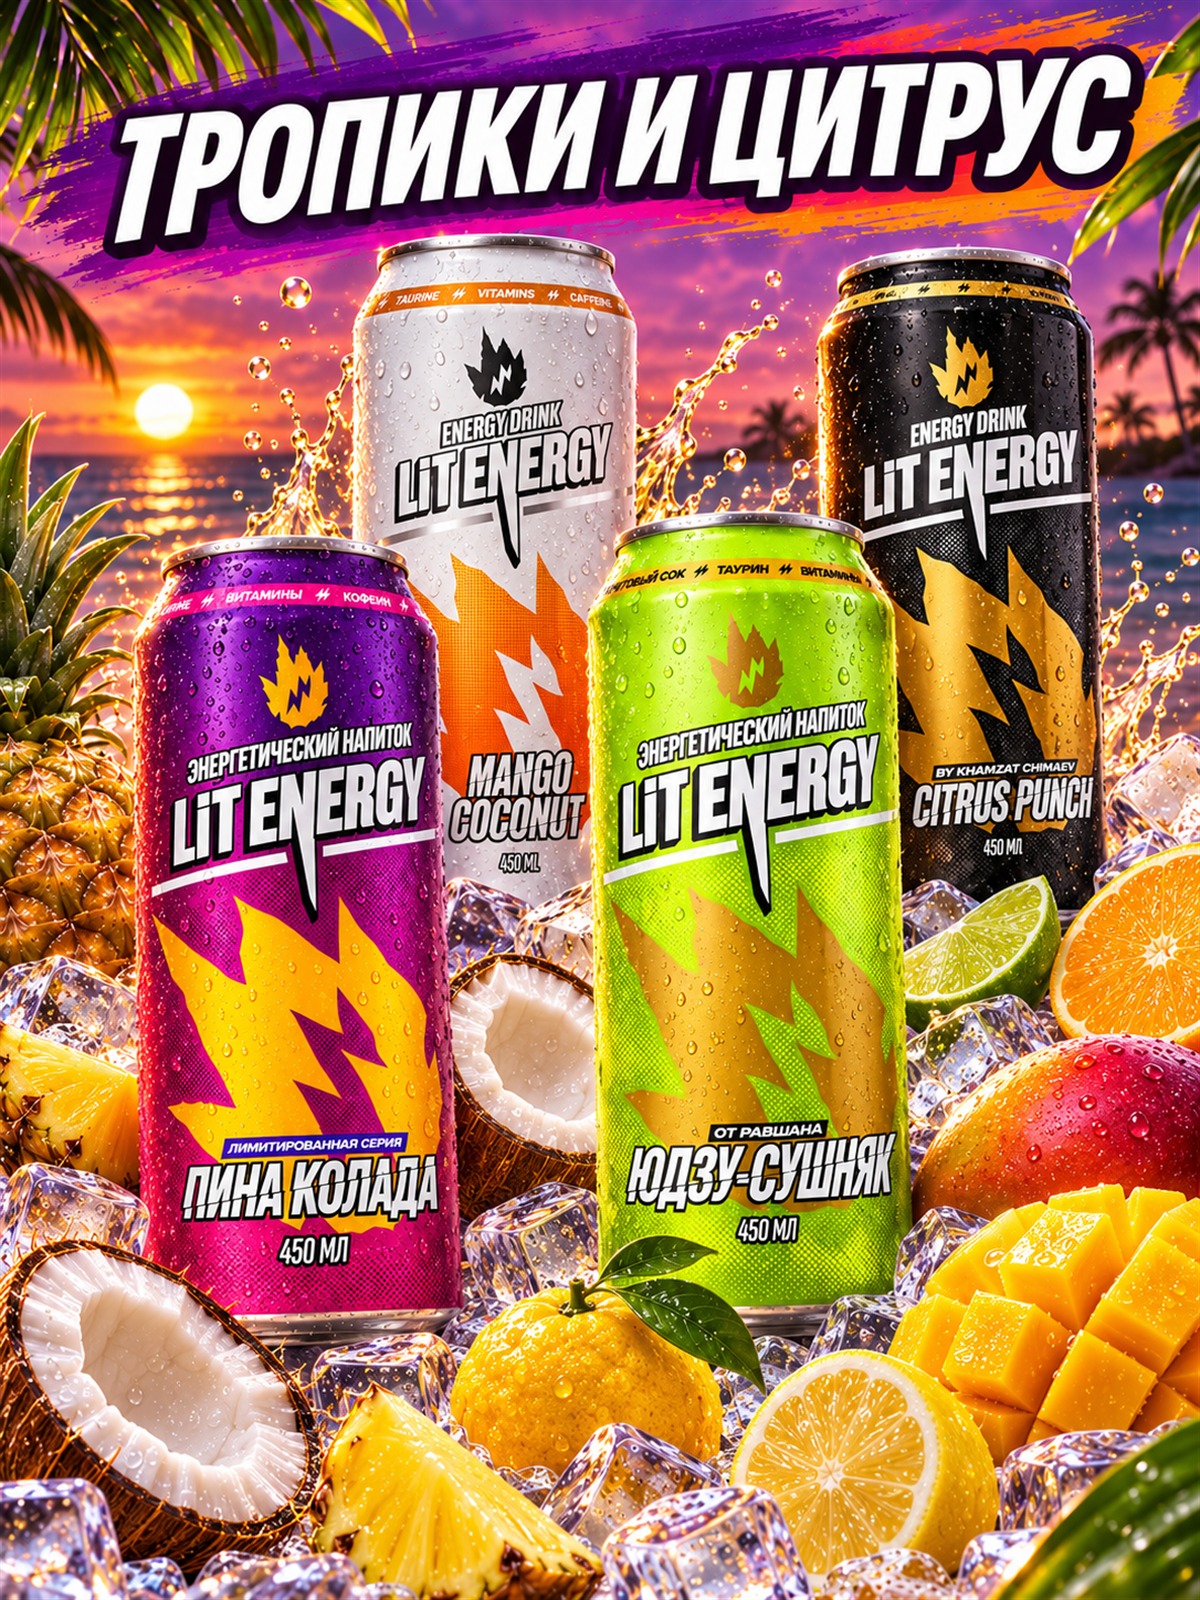 ТРОПИКИ И ЦИТРУС
TAURINE VITAMINS CAFFEINE
ENERGY DRINK
LiT ENERGY
MANGO
COCONUT
450 ML
ENERGY DRINK
LiT ENERGY
BY KHAMZAT CHIMAEV
CITRUS PUNCH
450 МЛ
ВИТАМИНЫ КОФЕИН
ЭНЕРГЕТИЧЕСКИЙ НАПИТОК
LiT ENERGY
ЛИМИТИРОВАННАЯ СЕРИЯ
ПИНА КОЛАДА
450 МЛ
СОК ТАУРИН ВИТАМИНЫ
ЭНЕРГЕТИЧЕСКИЙ НАПИТОК
LiT ENERGY
ОТ РАВШАНА
ЮДЗУ-СУШНЯК
450 МЛ